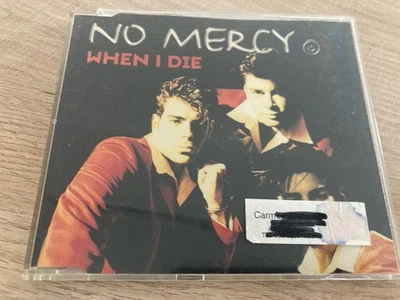 NO MERCY
WHEN I DIE
Carm